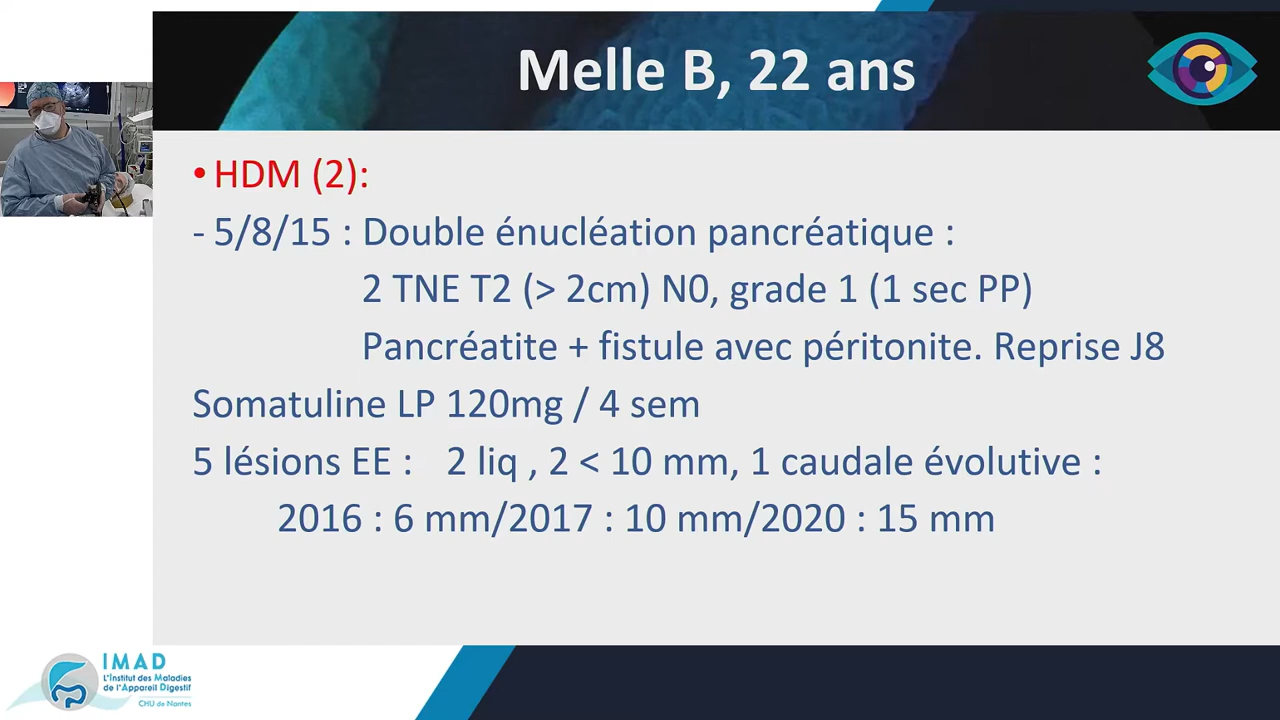 Melle B, 22 ans
• HDM (2):
- 5/8/15 : Double énucléation pancréatique :
2 TNE T2 (> 2cm) N0, grade 1 (1 sec PP)
Pancréatite + fistule avec péritonite. Reprise J8
Somatuline LP 120mg / 4 sem
5 lésions EE : 2 liq , 2 < 10 mm, 1 caudale évolutive :
2016 : 6 mm/2017 : 10 mm/2020 : 15 mm
IMAD
L'Institut des Maladies
de l'Appareil Digestif
CHU de Nantes